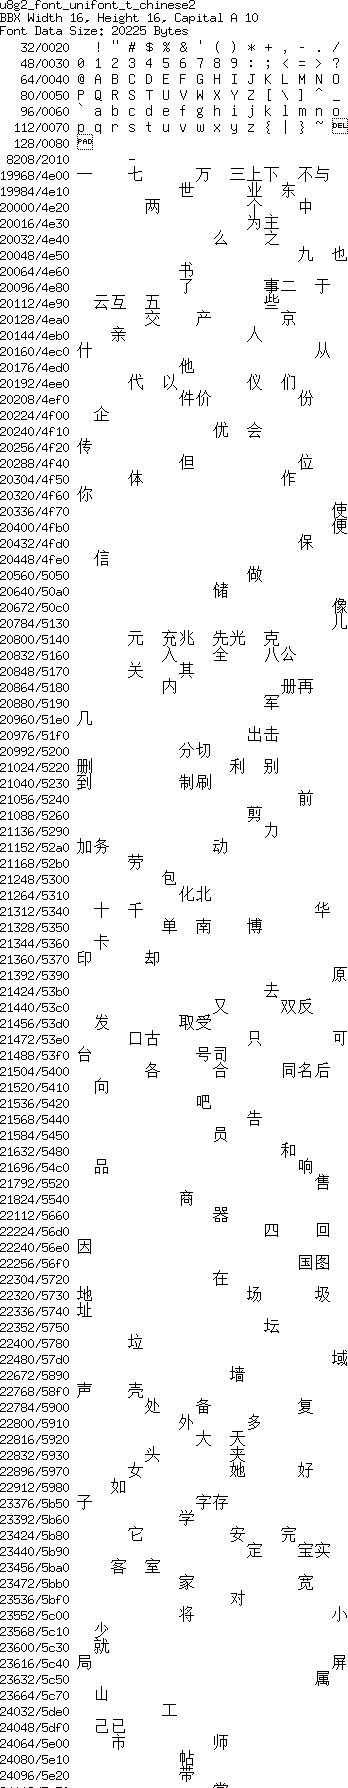 u8g2_font_unifont_t_chinese2
BBX Width 16, Height 16, Capital A 10
Font Data Size: 20225 Bytes
32/0020 ! " # $ % & ' ( ) * + , - . /
48/0030 0 1 2 3 4 5 6 7 8 9 : ; < = > ?
64/0040 @ A B C D E F G H I J K L M N O
80/0050 P Q R S T U V W X Y Z [ \ ] ^ _
96/0060 ` a b c d e f g h i j k l m n o
112/0070 p q r s t u v w x y z { | } ~ DEL
128/0080 PAD
8208/2010 –
19968/4e00 一 七 万 三上下 不与
19984/4e10 世 业 东
20000/4e20 两 个 中
20016/4e30 为主
20032/4e40 么 之
20048/4e50 九 也
20064/4e60 书
20096/4e80 了 事二 于
20112/4e90 云互 五 些
20128/4ea0 交 产 京
20144/4eb0 亲 人
20160/4ec0 什 从
20176/4ed0 他
20192/4ee0 代 以 仪 们
20208/4ef0 件价 份
20224/4f00 企
20240/4f10 优 会
20256/4f20 传
20288/4f40 但 位
20304/4f50 体 作
20320/4f60 你
20336/4f70 使
20400/4fb0 便
20432/4fd0 保
20448/4fe0 信
20560/5050 做
20640/50a0 储
20672/50c0 像
20784/5130 儿
20800/5140 元 充兆 先光 克
20832/5160 入 全 八公
20848/5170 关 其
20864/5180 内 册再
20880/5190 军
20960/51e0 几
20976/51f0 出击
20992/5200 分切
21024/5220 删 利 别
21040/5230 到 制刷
21056/5240 前
21088/5260 剪
21136/5290 力
21152/52a0 加务 动
21168/52b0 劳
21248/5300 包
21264/5310 化北
21312/5340 十 千 华
21328/5350 单 南 博
21344/5360 卡
21360/5370 印 却
21392/5390 原
21424/53b0 去
21440/53c0 又 双反
21456/53d0 发 取受
21472/53e0 口古 只 可
21488/53f0 台 号司
21504/5400 各 合 同名后
21520/5410 向
21536/5420 吧
21568/5440 告
21584/5450 员
21632/5480 和
21696/54c0 品 响
21792/5520 售
21824/5540 商
22112/5660 器
22224/56d0 四 回
22240/56e0 因
22256/56f0 国图
22304/5720 在
22320/5730 地 场 圾
22336/5740 址
22352/5750 坛
22400/5780 垃
22480/57d0 域
22672/5890 墙
22768/58f0 声 壳
22784/5900 处 备 复
22800/5910 外 多
22816/5920 大 天
22832/5930 头 夹
22896/5970 女 她 好
22912/5980 如
23376/5b50 子 字存
23392/5b60 学
23424/5b80 它 安 完
23440/5b90 定 宝实
23456/5ba0 客 室
23472/5bb0 家 宽
23536/5bf0 对
23552/5c00 将 小
23568/5c10 少
23600/5c30 就
23616/5c40 局 屏
23632/5c50 属
23664/5c70 山
24032/5de0 工
24048/5df0 己已
24064/5e00 市 师
24080/5e10 帖
24096/5e20 带